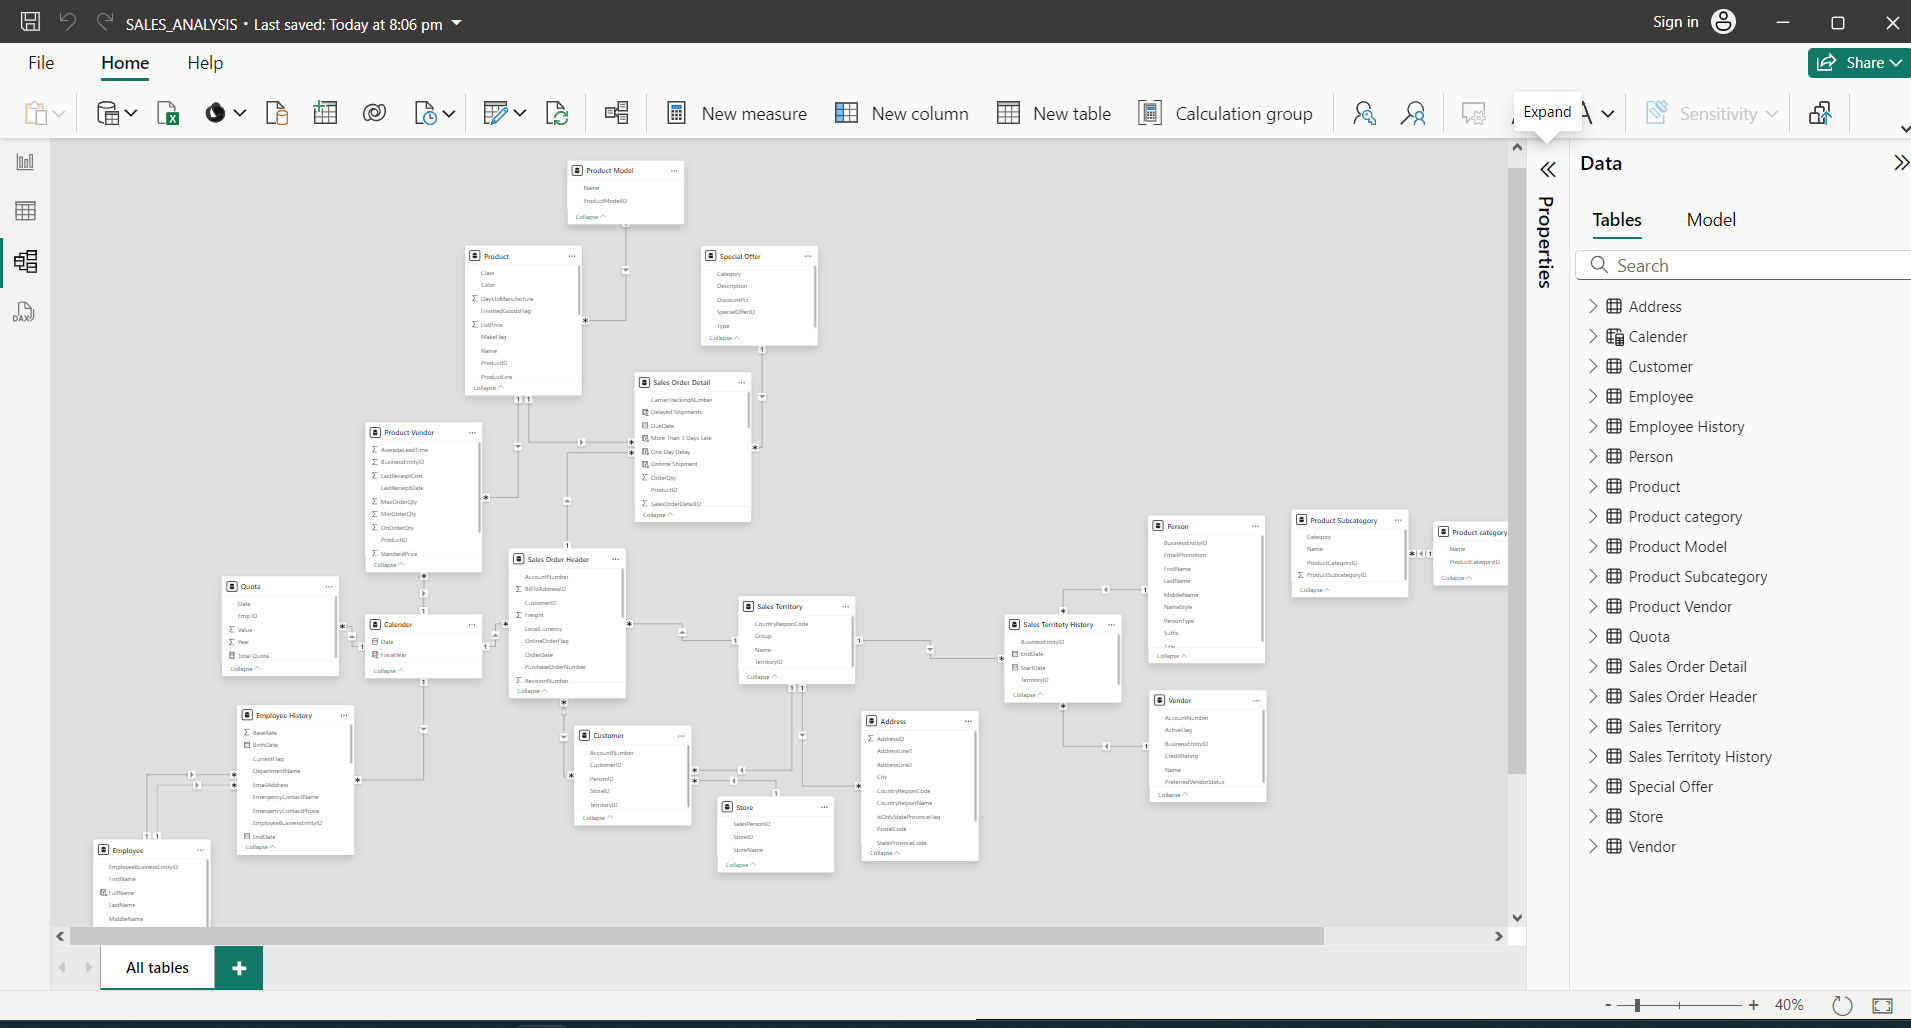 SALES_ANALYSIS • Last saved: Today at 8:06 pm
Sign in
File
Home
Help
Share
New measure
New column
New table
Calculation group
Expand
Sensitivity
Properties
Data
Tables
Model
Search
Address
Calender
Customer
Employee
Employee History
Person
Product
Product category
Product Model
Product Subcategory
Product Vendor
Quota
Sales Order Detail
Sales Order Header
Sales Territory
Sales Territoty History
Special Offer
Store
Vendor
Product Model
Name
ProductModelID
Collapse
Product
Class
Color
DaysToManufacture
FinishedGoodsFlag
ListPrice
MakeFlag
Name
ProductID
ProductLine
Collapse
Special Offer
Category
Description
DiscountPct
SpecialOfferID
Type
Collapse
Sales Order Detail
CarrierTrackingNumber
Delayed Shipments
DueDate
More Than 3 Days Late
One Day Delay
Ontime Shipment
OrderQty
ProductID
SalesOrderDetailID
Collapse
Product Vendor
AverageLeadTime
BusinessEntityID
LastReceiptCost
LastReceiptDate
MaxOrderQty
MinOrderQty
OnOrderQty
ProductID
StandardPrice
Collapse
Quota
Date
Emp ID
Value
Year
Total Quota
Collapse
Calender
Date
FiscalYear
Collapse
Sales Order Header
AccountNumber
BillToAddressID
CustomerID
Freight
LocalCurrency
OnlineOrderFlag
OrderDate
PurchaseOrderNumber
RevisionNumber
Collapse
Sales Territory
CountryRegionCode
Group
Name
TerritoryID
Collapse
Sales Territoty History
BusinessEntityID
EndDate
StartDate
TerritoryID
Collapse
Person
BusinessEntityID
EmailPromotion
FirstName
LastName
MiddleName
NameStyle
PersonType
Suffix
Title
Collapse
Product Subcategory
Category
Name
ProductCategoryID
ProductSubcategoryID
Collapse
Product category
Name
ProductCategoryID
Collapse
Vendor
AccountNumber
ActiveFlag
BusinessEntityID
CreditRating
Name
PreferredVendorStatus
Collapse
Employee History
BaseRate
BirthDate
CurrentFlag
DepartmentName
EmailAddress
EmergencyContactName
EmergencyContactPhone
EmployeeBusinessEntityID
EndDate
Collapse
Customer
AccountNumber
CustomerID
PersonID
StoreID
TerritoryID
Collapse
Address
AddressID
AddressLine1
AddressLine2
City
CountryRegionCode
CountryRegionName
IsOnlyStateProvinceFlag
PostalCode
StateProvinceCode
Collapse
Store
SalesPersonID
StoreID
StoreName
Collapse
Employee
EmployeeBusinessEntityID
FirstName
FullName
LastName
MiddleName
All tables
40%